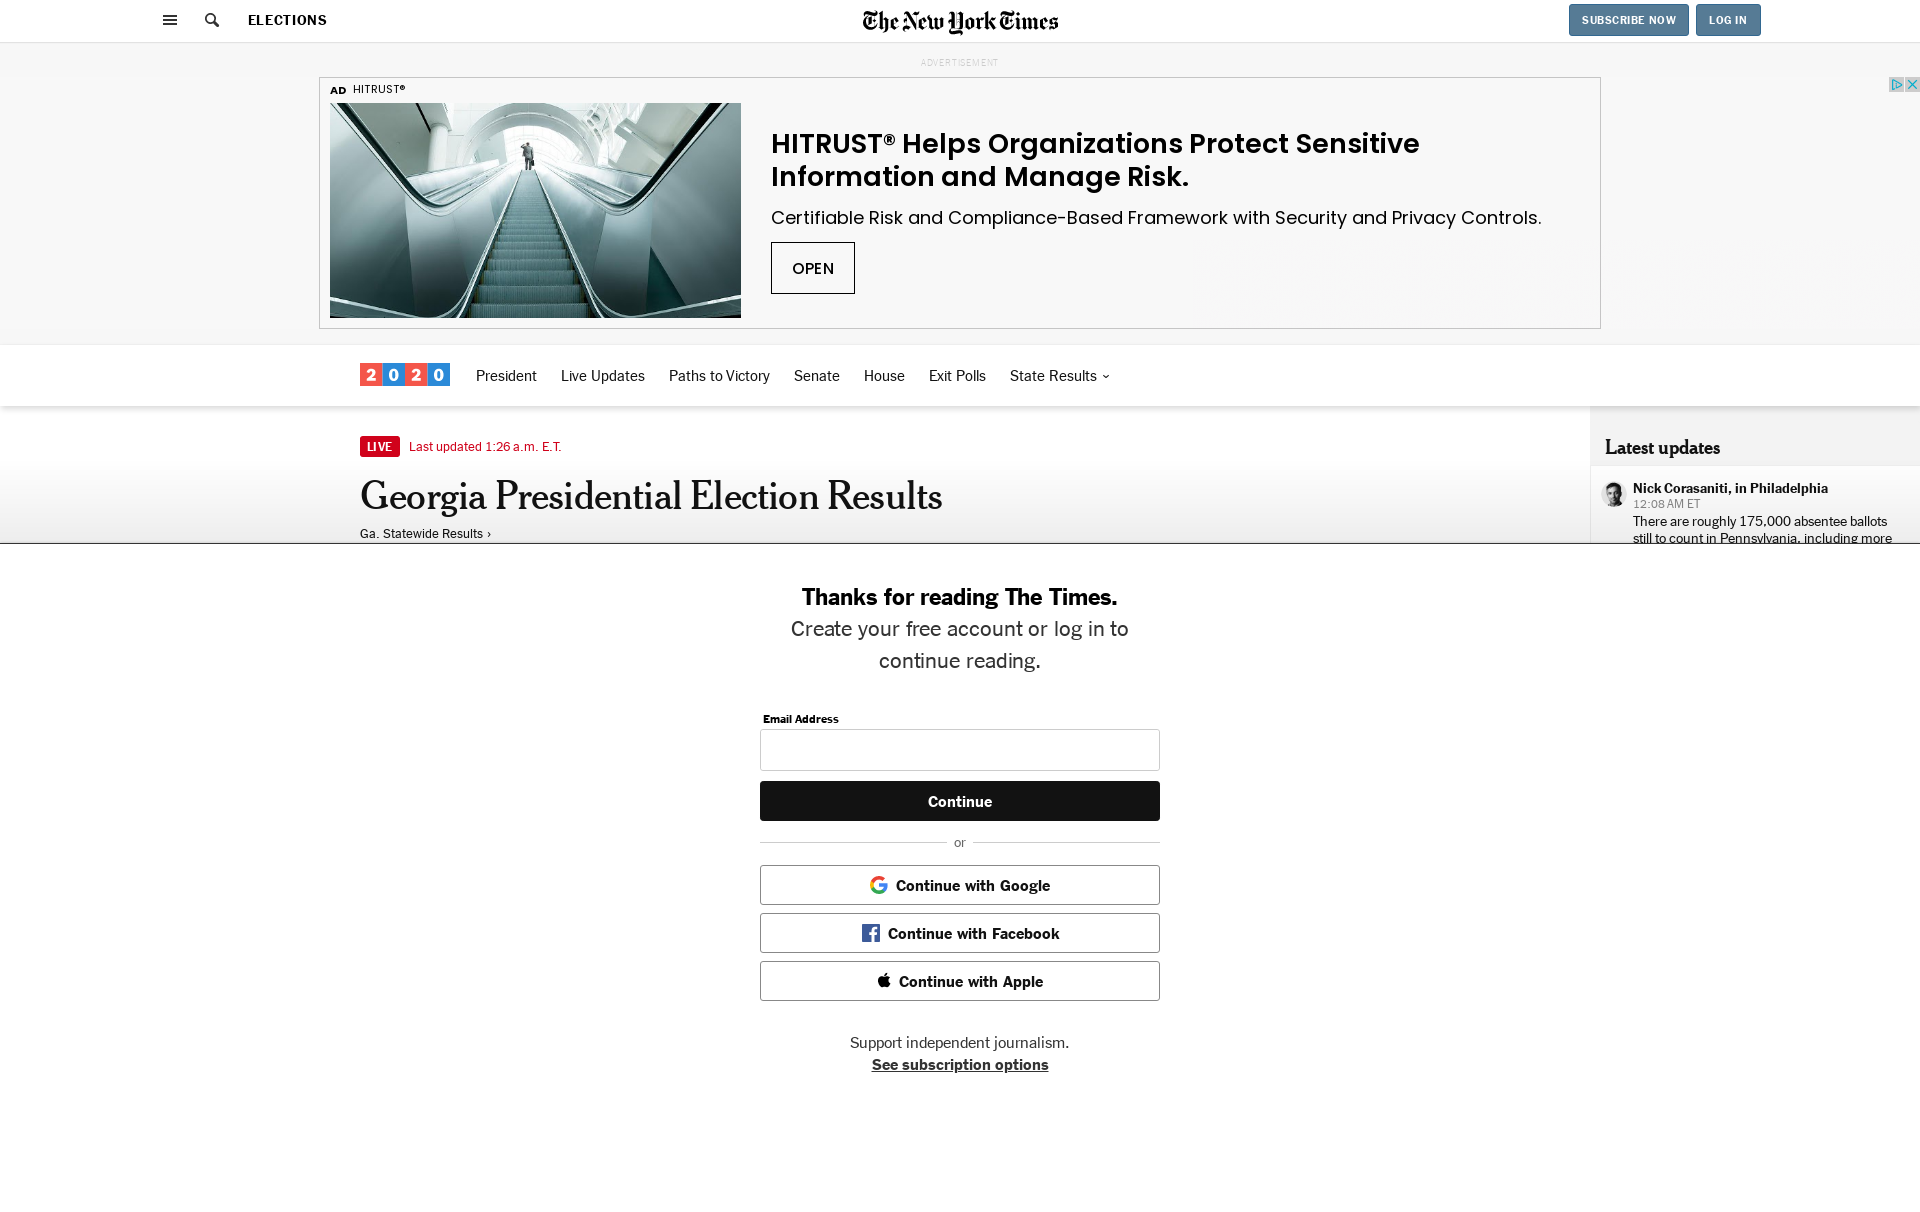 ELECTIONS
The New York Times
SUBSCRIBE NOW
LOG IN
ADVERTISEMENT
AD HITRUST®
HITRUST® Helps Organizations Protect Sensitive
Information and Manage Risk.
Certifiable Risk and Compliance-Based Framework with Security and Privacy Controls.
OPEN
2020
President
Live Updates
Paths to Victory
Senate
House
Exit Polls
State Results
LIVE Last updated 1:26 a.m. E.T.
Georgia Presidential Election Results
Ga. Statewide Results ›
Latest updates
Nick Corasaniti, in Philadelphia
12:08 AM ET
There are roughly 175,000 absentee ballots
still to count in Pennsylvania, including more
Thanks for reading The Times.
Create your free account or log in to
continue reading.
Email Address
Continue
or
Continue with Google
Continue with Facebook
Continue with Apple
Support independent journalism.
See subscription options